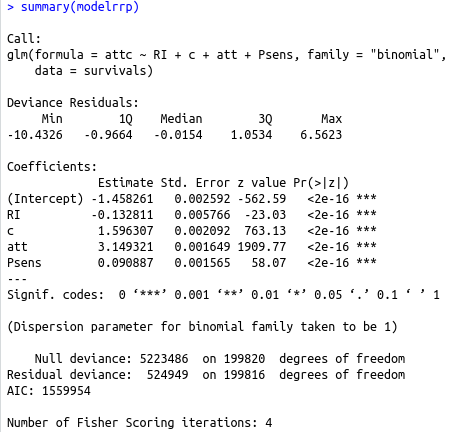 > summary(modelrrp)
Call:
glm(formula = attc ~ RI + c + att + Psens, family = "binomial",
    data = survivals)
Deviance Residuals:
     Min       1Q   Median       3Q      Max
-10.4326  -0.9664  -0.0154   1.0534   6.5623
Coefficients:
             Estimate Std. Error z value Pr(>|z|)
(Intercept) -1.458261   0.002592 -562.59   <2e-16 ***
RI          -0.132811   0.005766  -23.03   <2e-16 ***
c            1.596307   0.002092  763.13   <2e-16 ***
att          3.149321   0.001649 1909.77   <2e-16 ***
Psens        0.090887   0.001565   58.07   <2e-16 ***
---
Signif. codes:  0 ‘***’ 0.001 ‘**’ 0.01 ‘*’ 0.05 ‘.’ 0.1 ‘ ’ 1
(Dispersion parameter for binomial family taken to be 1)
    Null deviance: 5223486  on 199820  degrees of freedom
Residual deviance:  524949  on 199816  degrees of freedom
AIC: 1559954
Number of Fisher Scoring iterations: 4